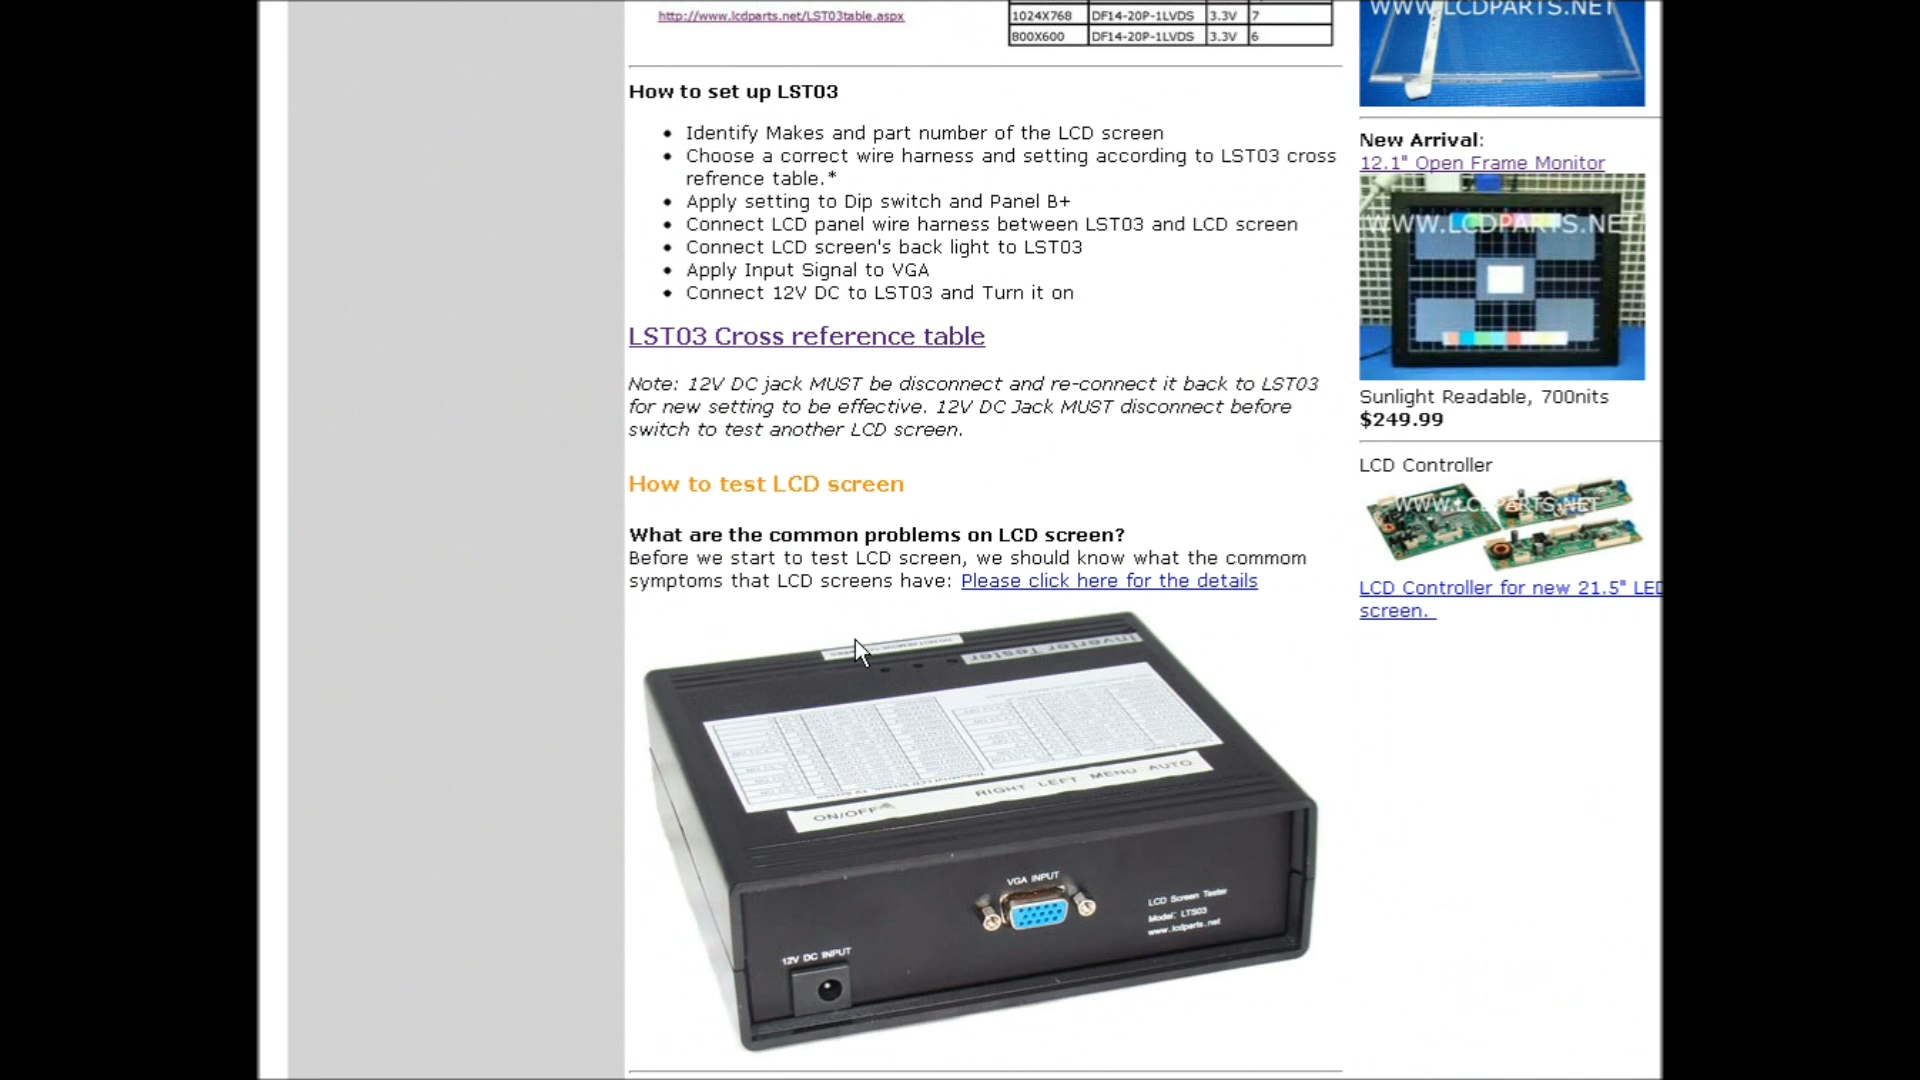 http://www.lcdparts.net/LST03table.aspx
1024X768 DF14-20P-1LVDS 3.3V 7
800X600 DF14-20P-1LVDS 3.3V 6
How to set up LST03
Identify Makes and part number of the LCD screen
Choose a correct wire harness and setting according to LST03 cross
refrence table.*
Apply setting to Dip switch and Panel B+
Connect LCD panel wire harness between LST03 and LCD screen
Connect LCD screen's back light to LST03
Apply Input Signal to VGA
Connect 12V DC to LST03 and Turn it on
LST03 Cross reference table
Note: 12V DC jack MUST be disconnect and re-connect it back to LST03
for new setting to be effective. 12V DC Jack MUST disconnect before
switch to test another LCD screen.
How to test LCD screen
What are the common problems on LCD screen?
Before we start to test LCD screen, we should know what the commom
symptoms that LCD screens have: Please click here for the details
Inverter Tester
ON/OFF RIGHT LEFT MENU AUTO
VGA INPUT
LCD Screen Tester
Model: LTS03
www.lcdparts.net
12V DC INPUT
WWW.LCDPARTS.NET
New Arrival:
12.1" Open Frame Monitor
WWW.LCDPARTS.NET
Sunlight Readable, 700nits
$249.99
LCD Controller
WWW.LCDPARTS.NET
LCD Controller for new 21.5" LED
screen.